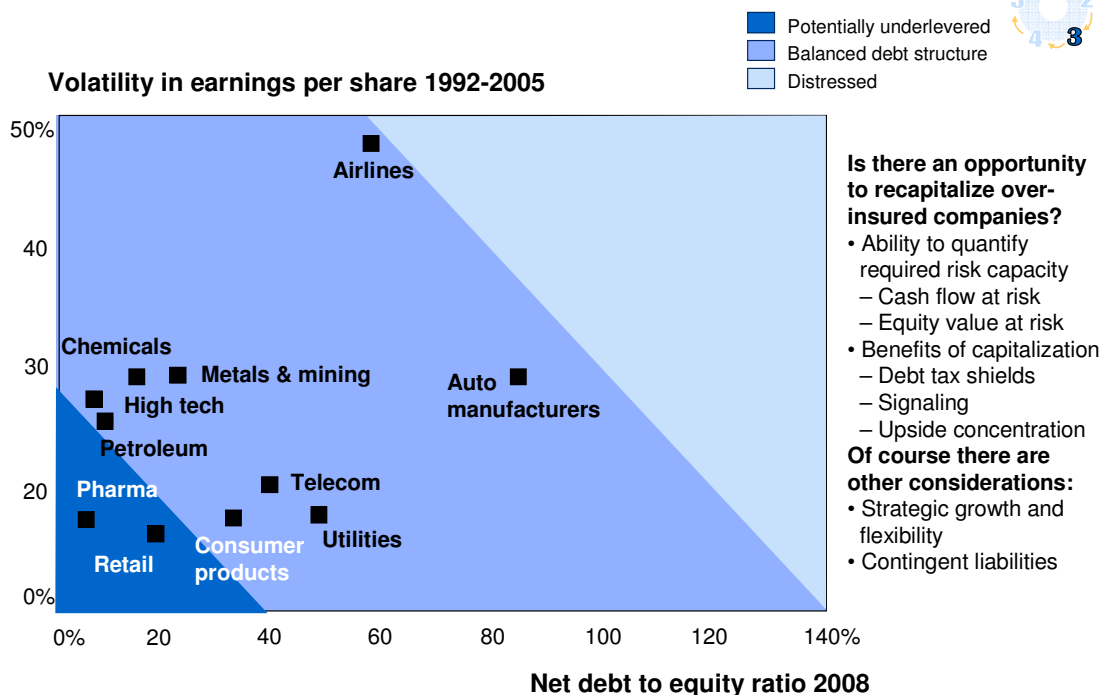 5
2
4
3
Potentially underlevered
Balanced debt structure
Distressed
Volatility in earnings per share 1992-2005
50%
40
30
20
0%
Airlines
Chemicals
Metals & mining
High tech
Petroleum
Auto
manufacturers
Pharma
Retail
Telecom
Consumer
products
Utilities
0%
20
40
60
80
100
120
140%
Net debt to equity ratio 2008
Is there an opportunity
to recapitalize over-
insured companies?
• Ability to quantify
required risk capacity
– Cash flow at risk
– Equity value at risk
• Benefits of capitalization
– Debt tax shields
– Signaling
– Upside concentration
Of course there are
other considerations:
• Strategic growth and
flexibility
• Contingent liabilities